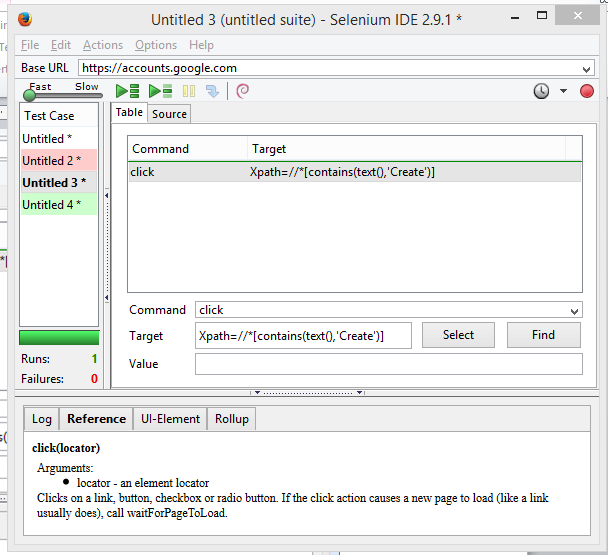 Untitled 3 (untitled suite) - Selenium IDE 2.9.1 *
File Edit Actions Options Help
Base URL https://accounts.google.com
Fast Slow
Test Case
Untitled *
Untitled 2 *
Untitled 3 *
Untitled 4 *
Runs: 1
Failures: 0
Table Source
Command Target
click Xpath=//*[contains(text(),'Create')]
Command click
Target Xpath=//*[contains(text(),'Create')] Select Find
Value
Log Reference UI-Element Rollup
click(locator)
Arguments:
locator - an element locator
Clicks on a link, button, checkbox or radio button. If the click action causes a new page to load (like a link
usually does), call waitForPageToLoad.